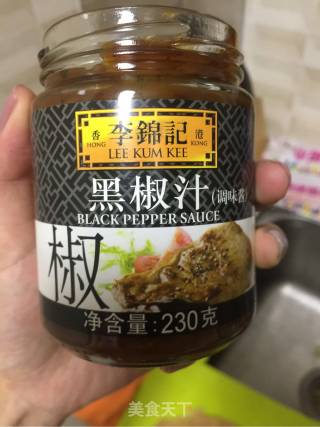 香 李錦記 港
HONG KONG
LEE KUM KEE
黑椒汁(调味酱)
BLACK PEPPER SAUCE
椒
净含量:230克
美食天下